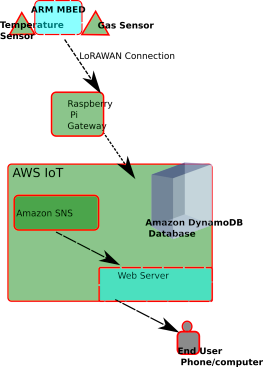 ARM MBED
Temperature
Sensor
Gas Sensor
LoRAWAN Connection
Raspberry
Pi
Gateway
AWS IoT
Amazon SNS
Amazon DynamoDB
Database
Web Server
End User
Phone/computer